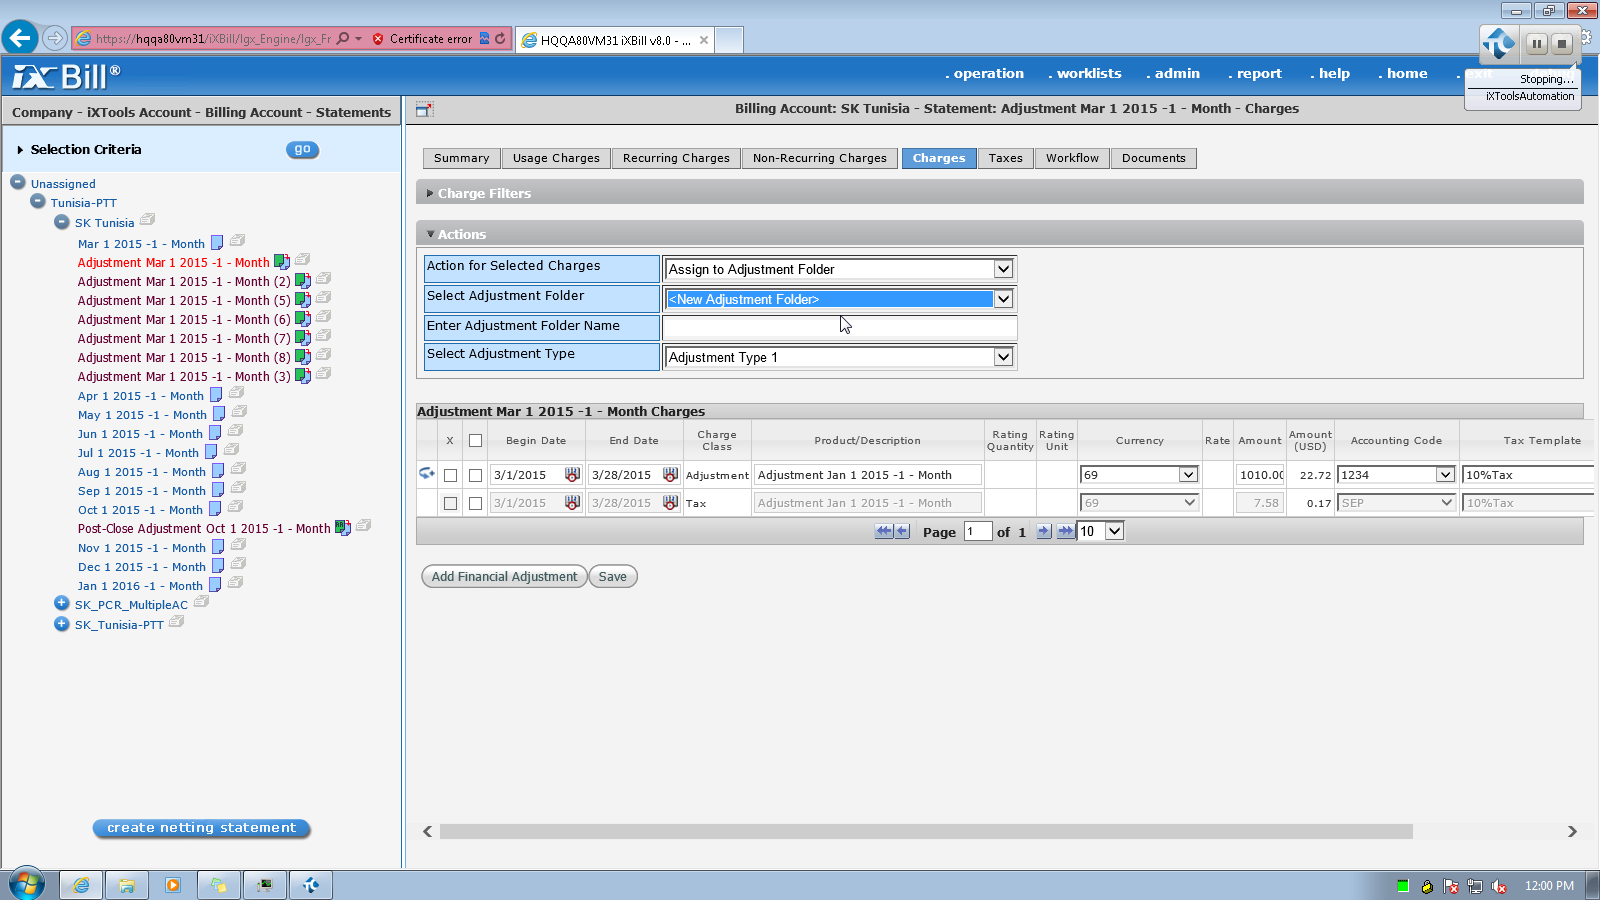 https://hqqa80vm31/iXBill/Igx_Engine/Igx_Fr
Certificate error
HQQA80VM31 iXBill v8.0 - ...
Stopping...
iXToolsAutomation
iX Bill®
. operation . worklists . admin . report . help . home . exit
Company - iXTools Account - Billing Account - Statements
Billing Account: SK Tunisia - Statement: Adjustment Mar 1 2015 -1 - Month - Charges
Selection Criteria go
Summary Usage Charges Recurring Charges Non-Recurring Charges Charges Taxes Workflow Documents
Unassigned
Tunisia-PTT
SK Tunisia
Mar 1 2015 -1 - Month
Adjustment Mar 1 2015 -1 - Month
Adjustment Mar 1 2015 -1 - Month (2)
Adjustment Mar 1 2015 -1 - Month (5)
Adjustment Mar 1 2015 -1 - Month (6)
Adjustment Mar 1 2015 -1 - Month (7)
Adjustment Mar 1 2015 -1 - Month (8)
Adjustment Mar 1 2015 -1 - Month (3)
Apr 1 2015 -1 - Month
May 1 2015 -1 - Month
Jun 1 2015 -1 - Month
Jul 1 2015 -1 - Month
Aug 1 2015 -1 - Month
Sep 1 2015 -1 - Month
Oct 1 2015 -1 - Month
Post-Close Adjustment Oct 1 2015 -1 - Month
Nov 1 2015 -1 - Month
Dec 1 2015 -1 - Month
Jan 1 2016 -1 - Month
SK_PCR_MultipleAC
SK_Tunisia-PTT
create netting statement
Charge Filters
Actions
Action for Selected Charges Assign to Adjustment Folder
Select Adjustment Folder <New Adjustment Folder>
Enter Adjustment Folder Name
Select Adjustment Type Adjustment Type 1
Adjustment Mar 1 2015 -1 - Month Charges
X Begin Date End Date Charge Class Product/Description Rating Quantity Rating Unit Currency Rate Amount Amount (USD) Accounting Code Tax Template
3/1/2015 3/28/2015 Adjustment Adjustment Jan 1 2015 -1 - Month 69 1010.00 22.72 1234 10%Tax
3/1/2015 3/28/2015 Tax Adjustment Jan 1 2015 -1 - Month 69 7.58 0.17 SEP 10%Tax
Page 1 of 1 10
Add Financial Adjustment Save
12:00 PM